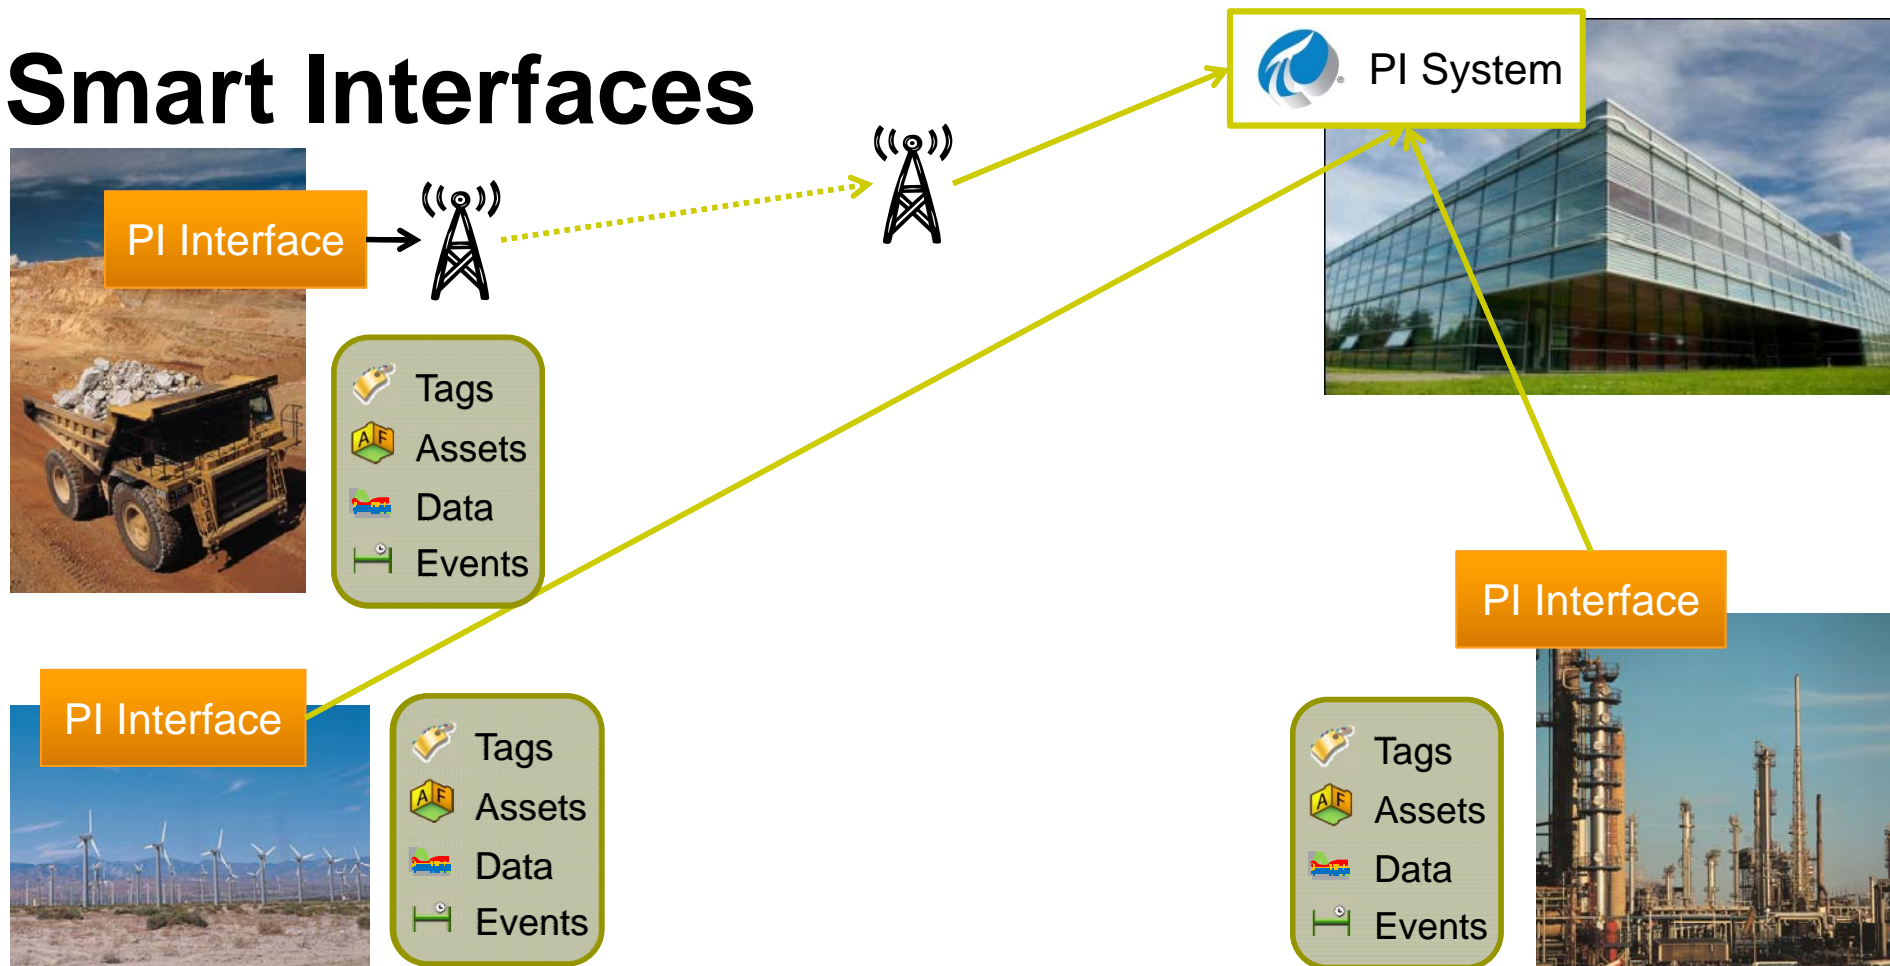 Smart Interfaces
PI System
PI Interface
Tags
Assets
Data
Events
PI Interface
Tags
Assets
Data
Events
PI Interface
Tags
Assets
Data
Events